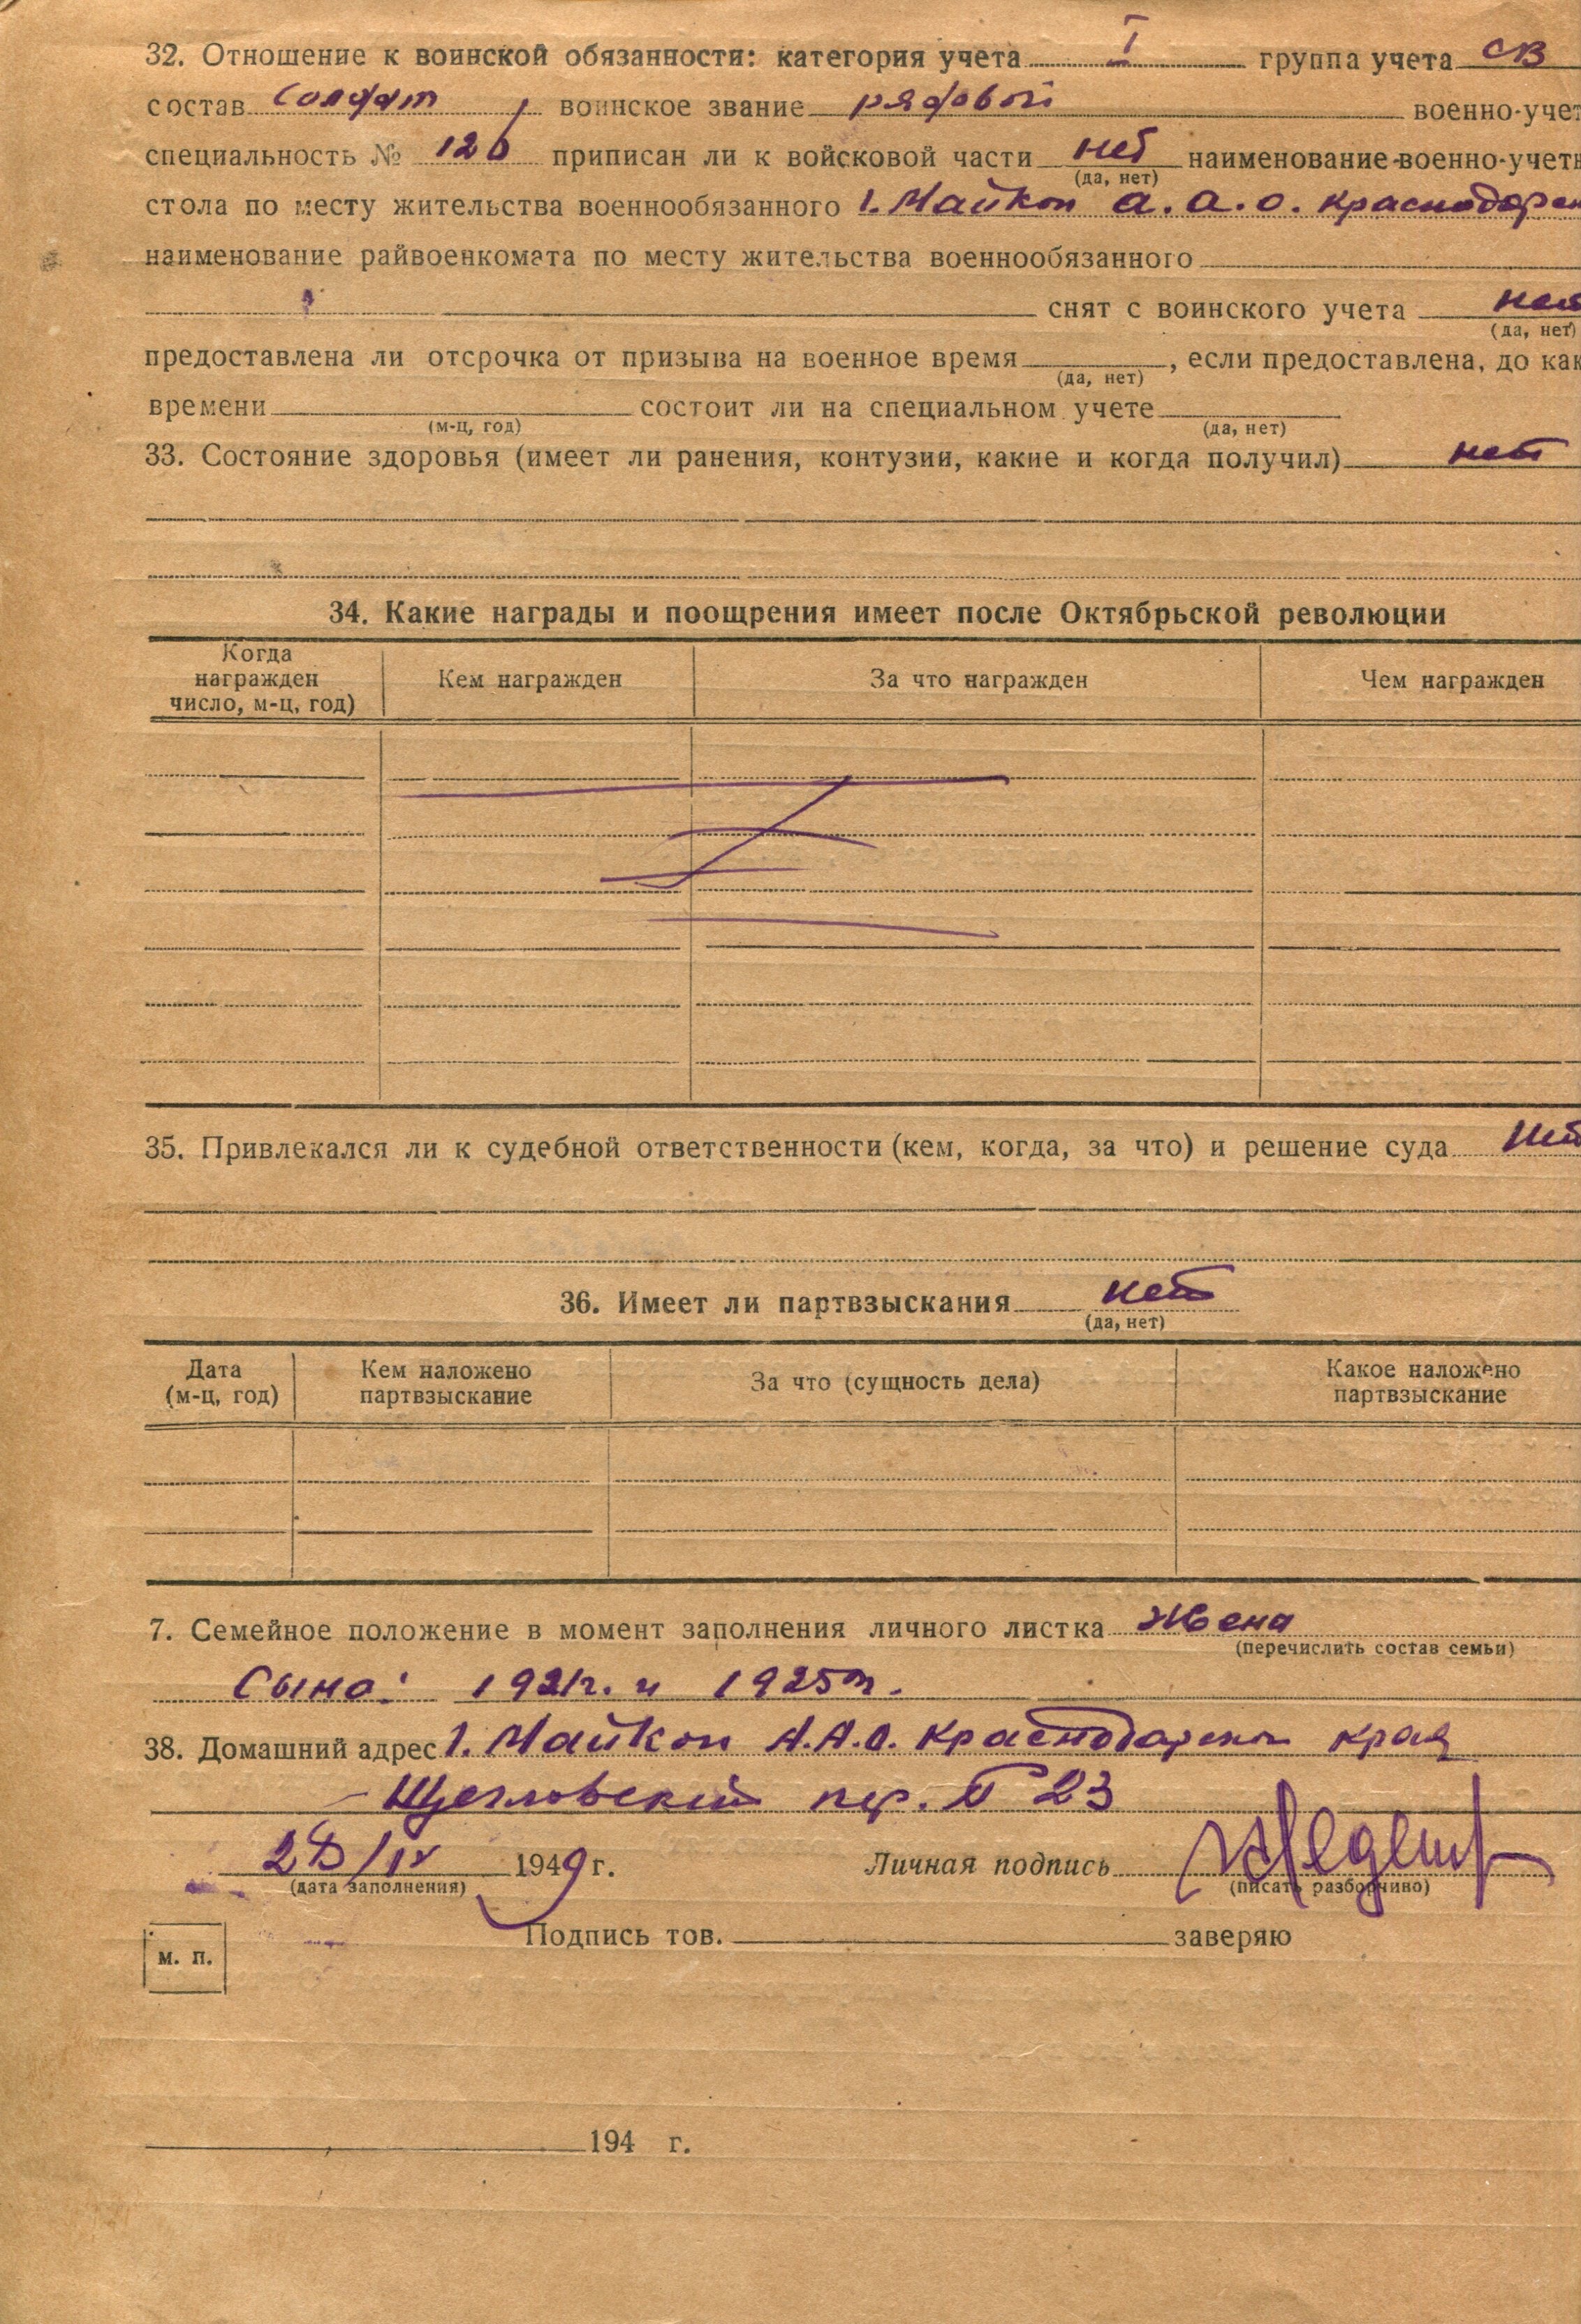 32. Отношение к воинской обязанности: категория учета I группа учета СВ
состав солдат, воинское звание рядовой военно-учет
специальность № 120 приписан ли к войсковой части нет наименование военно-учетн
(да, нет)
стола по месту жительства военнообязанного г. Майкоп А.А.О. Краснодарск
наименование райвоенкомата по месту жительства военнообязанного
снят с воинского учета нет
(да, нет)
предоставлена ли отсрочка от призыва на военное время , если предоставлена, до как
(да, нет)
времени состоит ли на специальном учете
(м-ц, год) (да, нет)
33. Состояние здоровья (имеет ли ранения, контузии, какие и когда получил) нет
34. Какие награды и поощрения имеет после Октябрьской революции
Когда
награжден
число, м-ц, год)
Кем награжден
За что награжден
Чем награжден
35. Привлекался ли к судебной ответственности (кем, когда, за что) и решение суда нет
36. Имеет ли партвзыскания нет
(да, нет)
Дата
(м-ц, год)
Кем наложено
партвзыскание
За что (сущность дела)
Какое наложено
партвзыскание
7. Семейное положение в момент заполнения личного листка жена
(перечислить состав семьи)
Сына: 1921г. и 1925г.
38. Домашний адрес г. Майкоп А.А.О. Краснодарского края
пер. 23
1949 г. Личная подпись
(дата заполнения) (писать разборчиво)
Подпись тов. заверяю
м. п.
194 г.